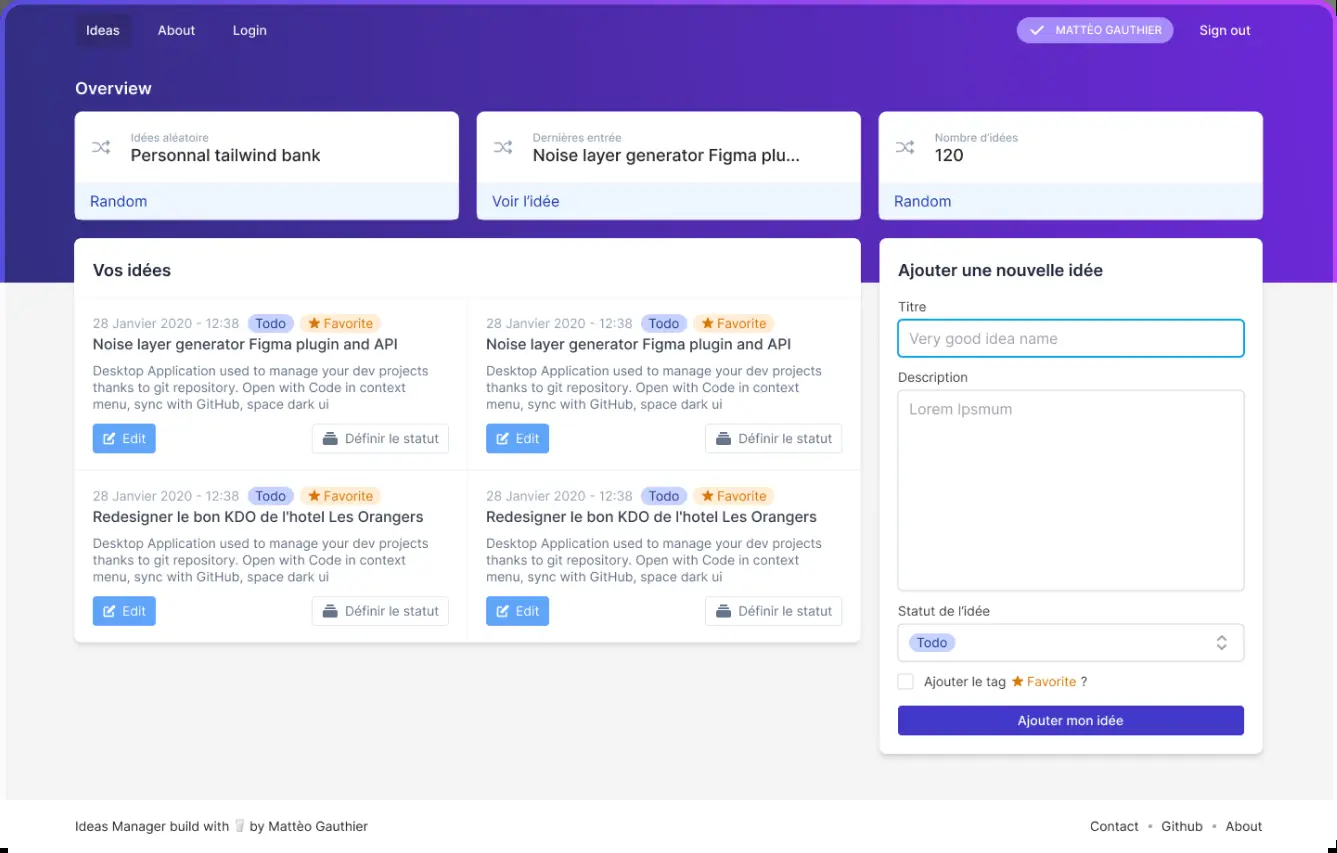 Ideas About Login MATTÈO GAUTHIER Sign out
Overview
Idées aléatoire
Personnal tailwind bank
Random
Dernières entrée
Noise layer generator Figma plu...
Voir l'idée
Nombre d'idées
120
Random
Vos idées
28 Janvier 2020 - 12:38 Todo Favorite
Noise layer generator Figma plugin and API
Desktop Application used to manage your dev projects
thanks to git repository. Open with Code in context
menu, sync with GitHub, space dark ui
Edit Définir le statut
28 Janvier 2020 - 12:38 Todo Favorite
Noise layer generator Figma plugin and API
Desktop Application used to manage your dev projects
thanks to git repository. Open with Code in context
menu, sync with GitHub, space dark ui
Edit Définir le statut
28 Janvier 2020 - 12:38 Todo Favorite
Redesigner le bon KDO de l'hotel Les Orangers
Desktop Application used to manage your dev projects
thanks to git repository. Open with Code in context
menu, sync with GitHub, space dark ui
Edit Définir le statut
28 Janvier 2020 - 12:38 Todo Favorite
Redesigner le bon KDO de l'hotel Les Orangers
Desktop Application used to manage your dev projects
thanks to git repository. Open with Code in context
menu, sync with GitHub, space dark ui
Edit Définir le statut
Ajouter une nouvelle idée
Titre
Very good idea name
Description
Lorem Ipsmum
Statut de l'idée
Todo
Ajouter le tag Favorite ?
Ajouter mon idée
Ideas Manager build with 🥛 by Mattèo Gauthier
Contact • Github • About